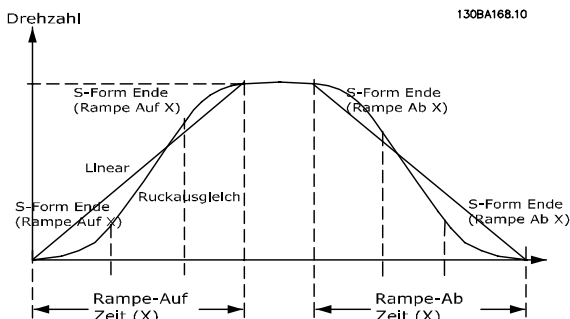 Drehzahl
130BA168.10
S-Form Ende
(Rampe Auf X)
S-Form Ende
(Rampe Ab X)
Linear
Ruckausgleich
S-Form Ende
(Rampe Auf X)
S-Form Ende
(Rampe Ab X)
Rampe-Auf
Zeit (X)
Rampe-Ab
Zeit (X)